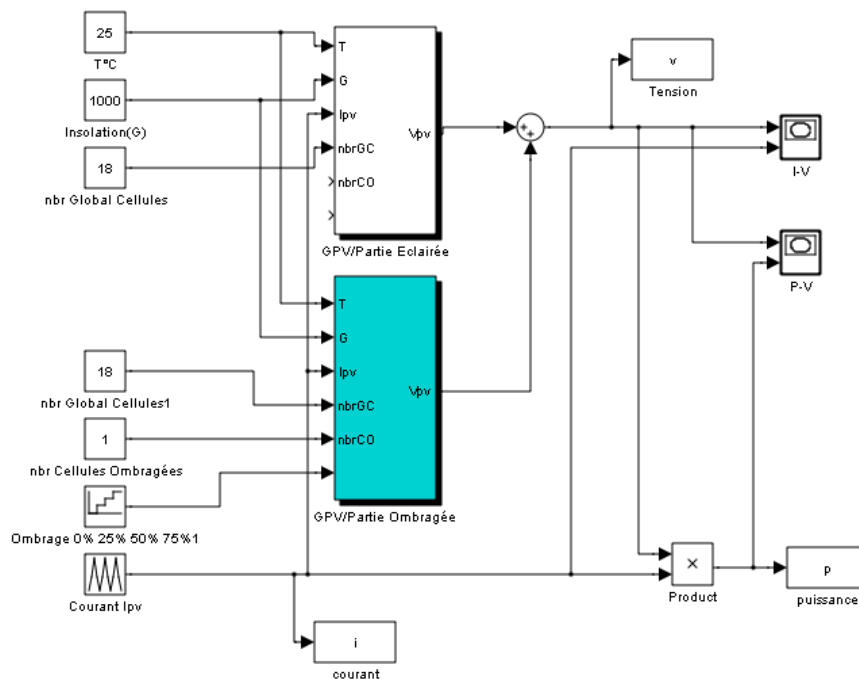 25
T°C
1000
Insolation(G)
18
nbr Global Cellules
T
G
Ipv
nbrGC
nbrCO
Vpv
GPV/Partie Eclairée
v
Tension
I-V
P-V
T
G
Ipv
nbrGC
nbrCO
Vpv
GPV/Partie Ombragée
18
nbr Global Cellules1
1
nbr Cellules Ombragées
Ombrage 0% 25% 50% 75%1
Courant Ipv
i
courant
×
Product
p
puissance